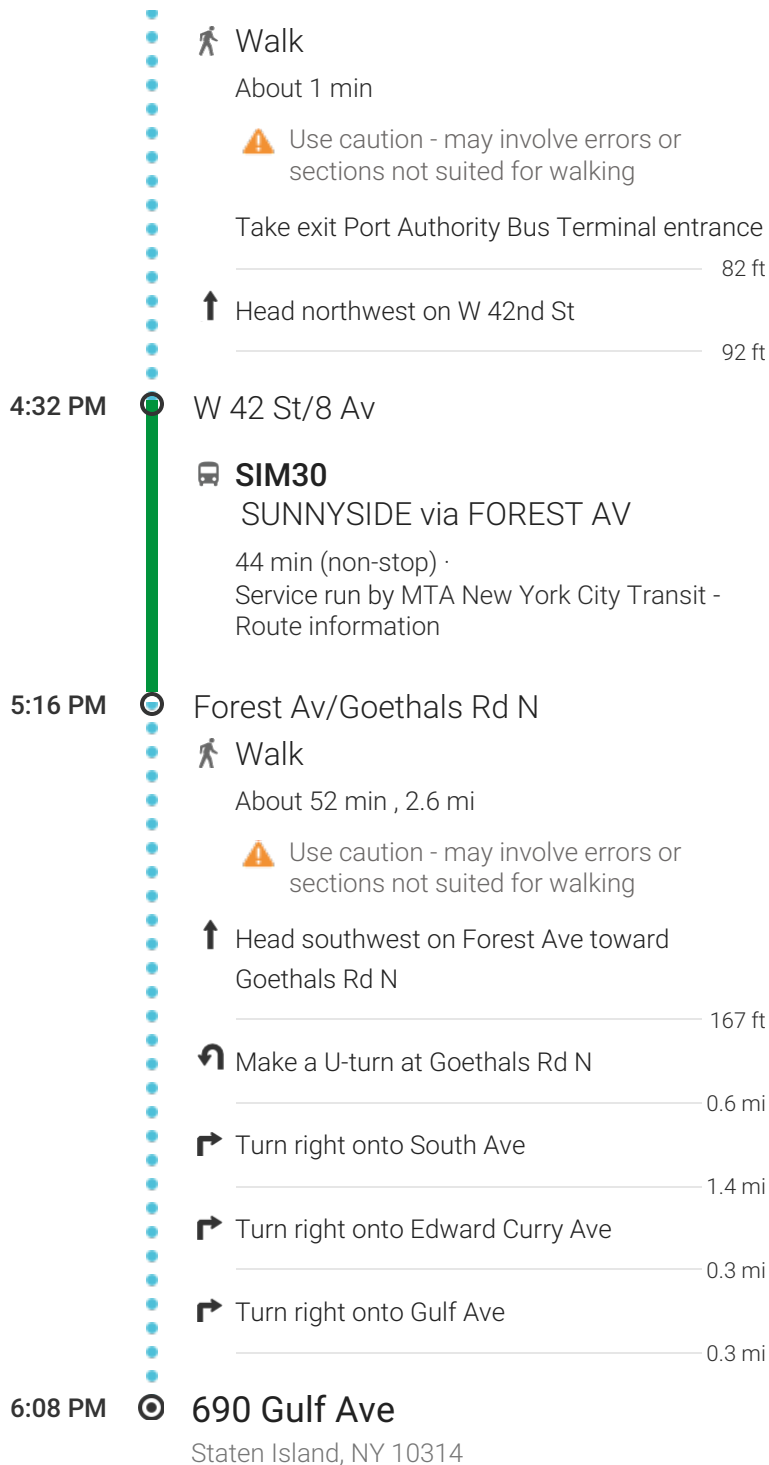 Walk
About 1 min
Use caution - may involve errors or
sections not suited for walking
Take exit Port Authority Bus Terminal entrance
82 ft
Head northwest on W 42nd St
92 ft
4:32 PM W 42 St/8 Av
SIM30
SUNNYSIDE via FOREST AV
44 min (non-stop) ·
Service run by MTA New York City Transit -
Route information
5:16 PM Forest Av/Goethals Rd N
Walk
About 52 min , 2.6 mi
Use caution - may involve errors or
sections not suited for walking
Head southwest on Forest Ave toward
Goethals Rd N
167 ft
Make a U-turn at Goethals Rd N
0.6 mi
Turn right onto South Ave
1.4 mi
Turn right onto Edward Curry Ave
0.3 mi
Turn right onto Gulf Ave
0.3 mi
6:08 PM 690 Gulf Ave
Staten Island, NY 10314